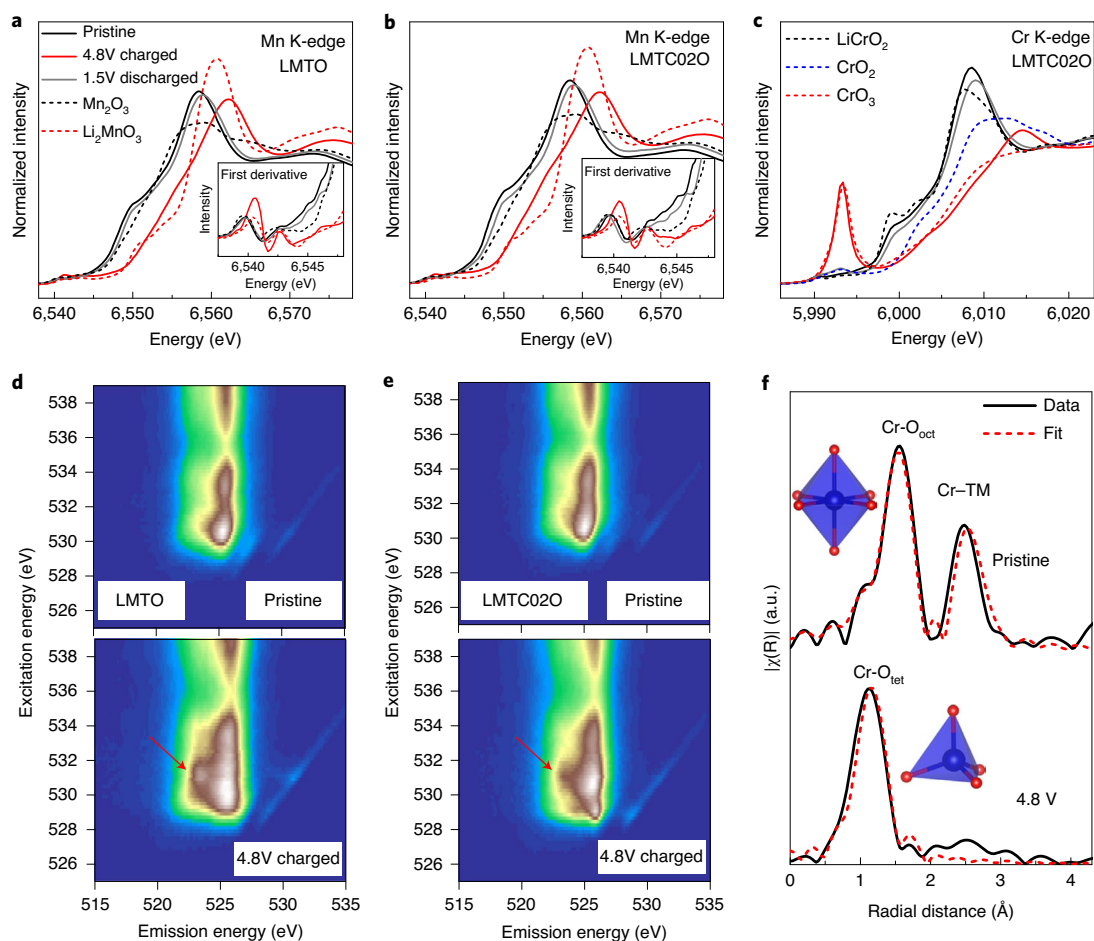 a
Pristine
4.8V charged
1.5V discharged
Mn₂O₃
Li₂MnO₃
Mn K-edge
LMTO
First derivative
Intensity
6,540 6,545
Energy (eV)
Normalized intensity
6,540 6,550 6,560 6,570
Energy (eV)
b
Mn K-edge
LMTC02O
First derivative
Intensity
6,540 6,545
Energy (eV)
Normalized intensity
6,540 6,550 6,560 6,570
Energy (eV)
c
LiCrO₂
CrO₂
CrO₃
Cr K-edge
LMTC02O
Normalized intensity
5,990 6,000 6,010 6,020
Energy (eV)
d
538
536
534
532
530
528
526
LMTO
Pristine
538
536
534
532
530
528
526
4.8V charged
Excitation energy (eV)
515 520 525 530 535
Emission energy (eV)
e
538
536
534
532
530
528
526
LMTC02O
Pristine
538
536
534
532
530
528
526
4.8V charged
Excitation energy (eV)
515 520 525 530 535
Emission energy (eV)
f
Data
Fit
Cr-Ooct
Cr–TM
Pristine
Cr-Otet
4.8 V
|χ(R)| (a.u.)
0 1 2 3 4
Radial distance (Å)